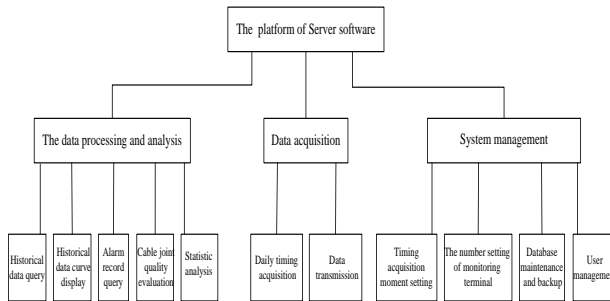 The platform of Server software
The data processing and analysis
Data acquisition
System management
Historical
data query
Historical
data curve
display
Alarm
record
query
Cable joint
quality
evaluation
Statistic
analysis
Daily timing
acquisition
Data
transmission
Timing
acquisition
moment setting
The number setting
of monitoring
terminal
Database
maintenance
and backup
User
management